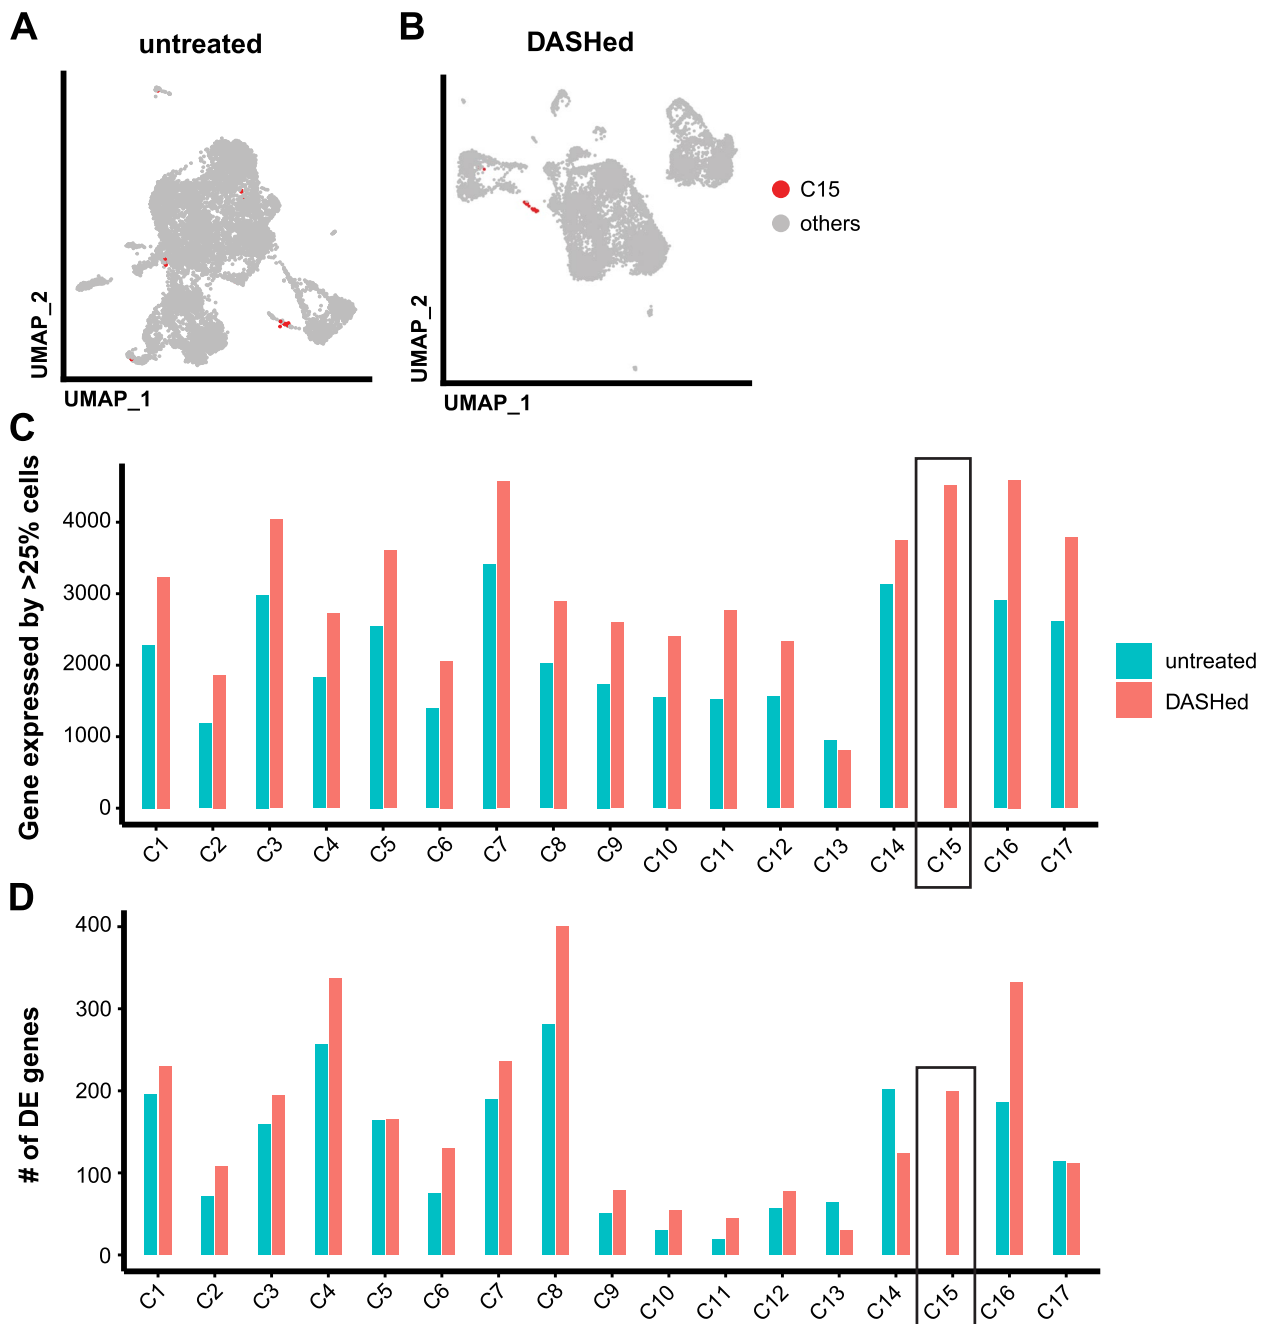 A
untreated
UMAP_2
UMAP_1
B
DASHed
UMAP_2
UMAP_1
C15
others
C
Gene expressed by >25% cells
4000
3000
2000
1000
0
C1
C2
C3
C4
C5
C6
C7
C8
C9
C10
C11
C12
C13
C14
C15
C16
C17
untreated
DASHed
D
# of DE genes
400
300
200
100
0
C1
C2
C3
C4
C5
C6
C7
C8
C9
C10
C11
C12
C13
C14
C15
C16
C17